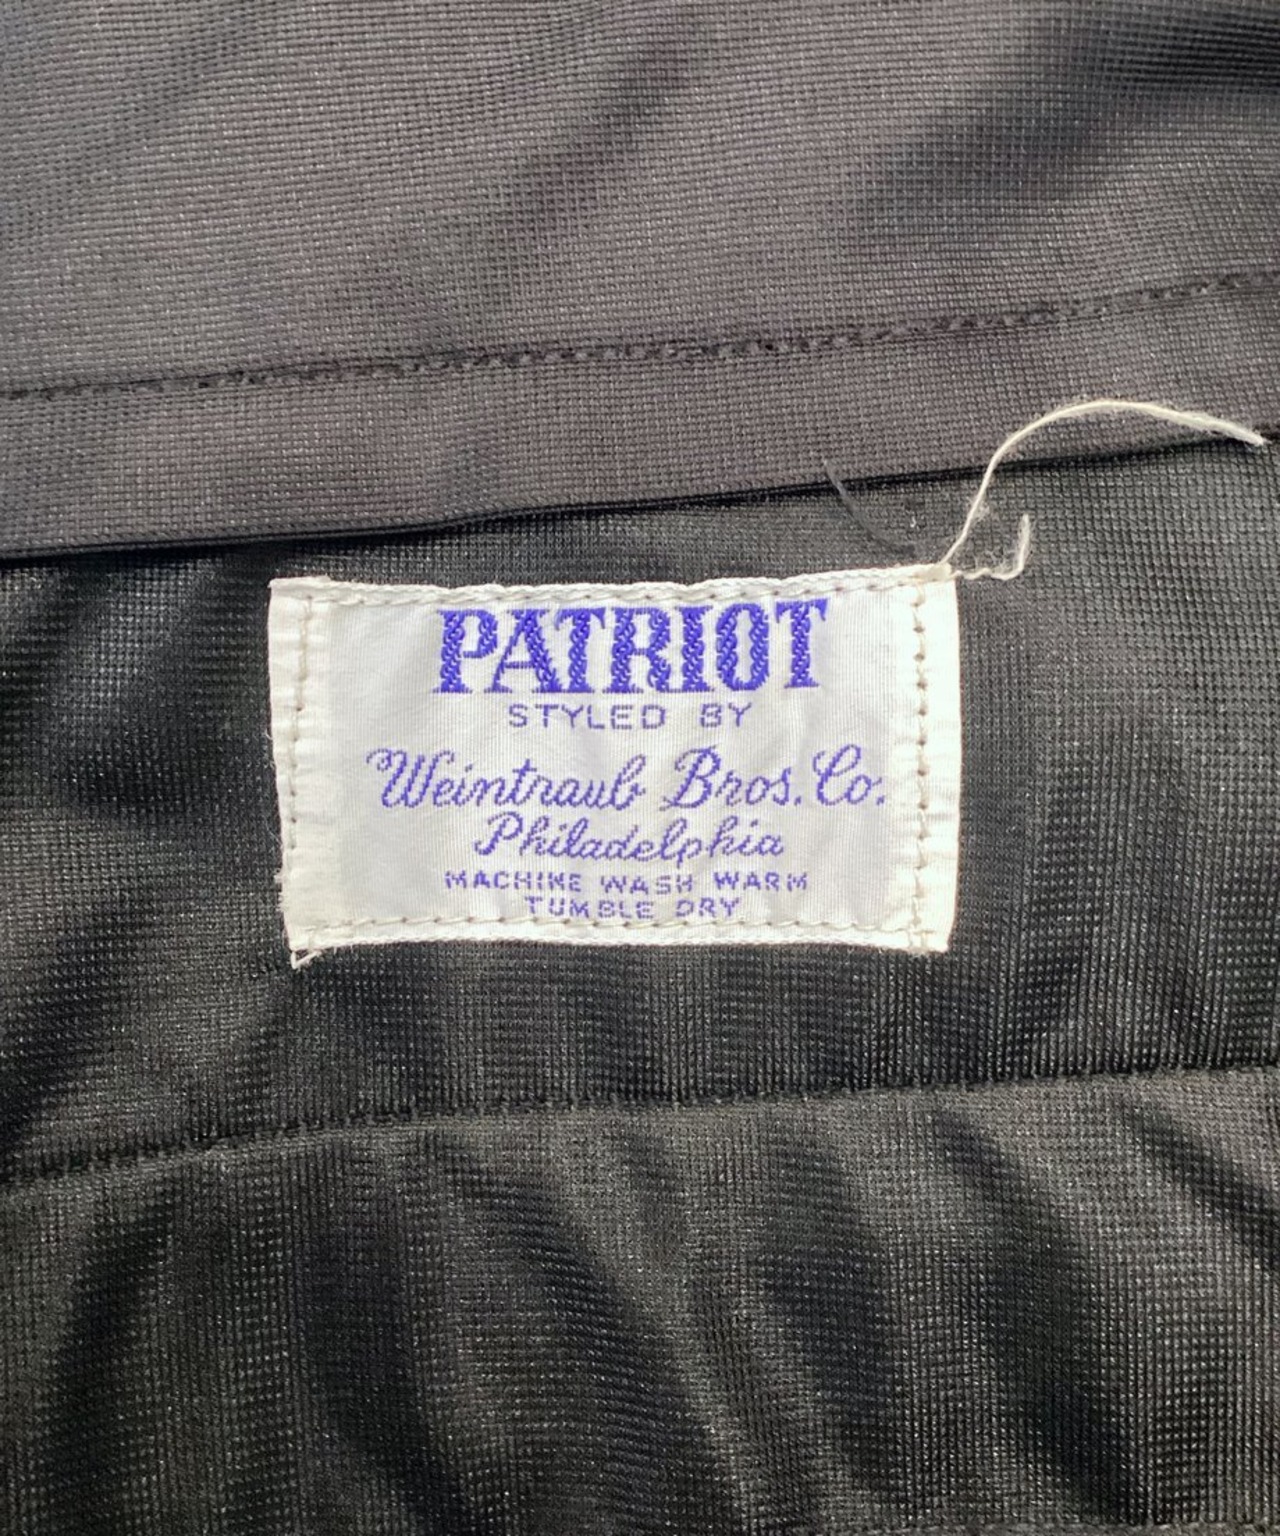 PATRIOT
STYLED BY
Weintraub Bros. Co.
Philadelphia
MACHINE WASH WARM
TUMBLE DRY